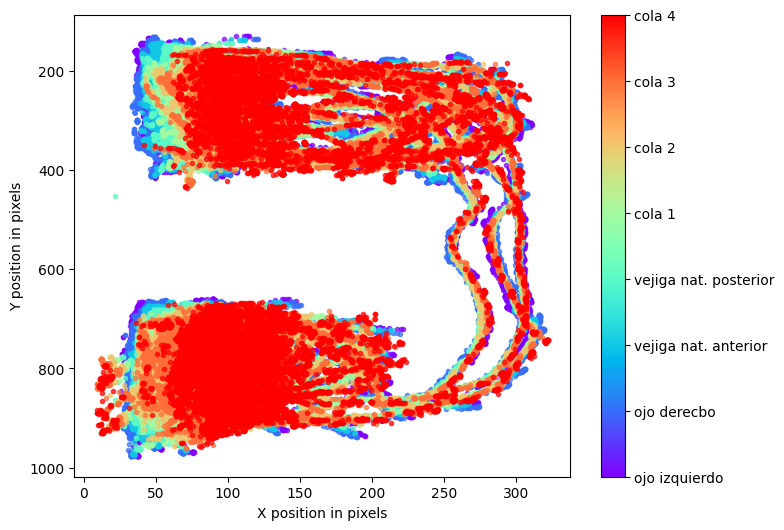 cola 4
cola 3
cola 2
cola 1
vejiga nat. posterior
vejiga nat. anterior
ojo derecbo
ojo izquierdo
200
400
600
800
1000
Y position in pixels
0 50 100 150 200 250 300
X position in pixels